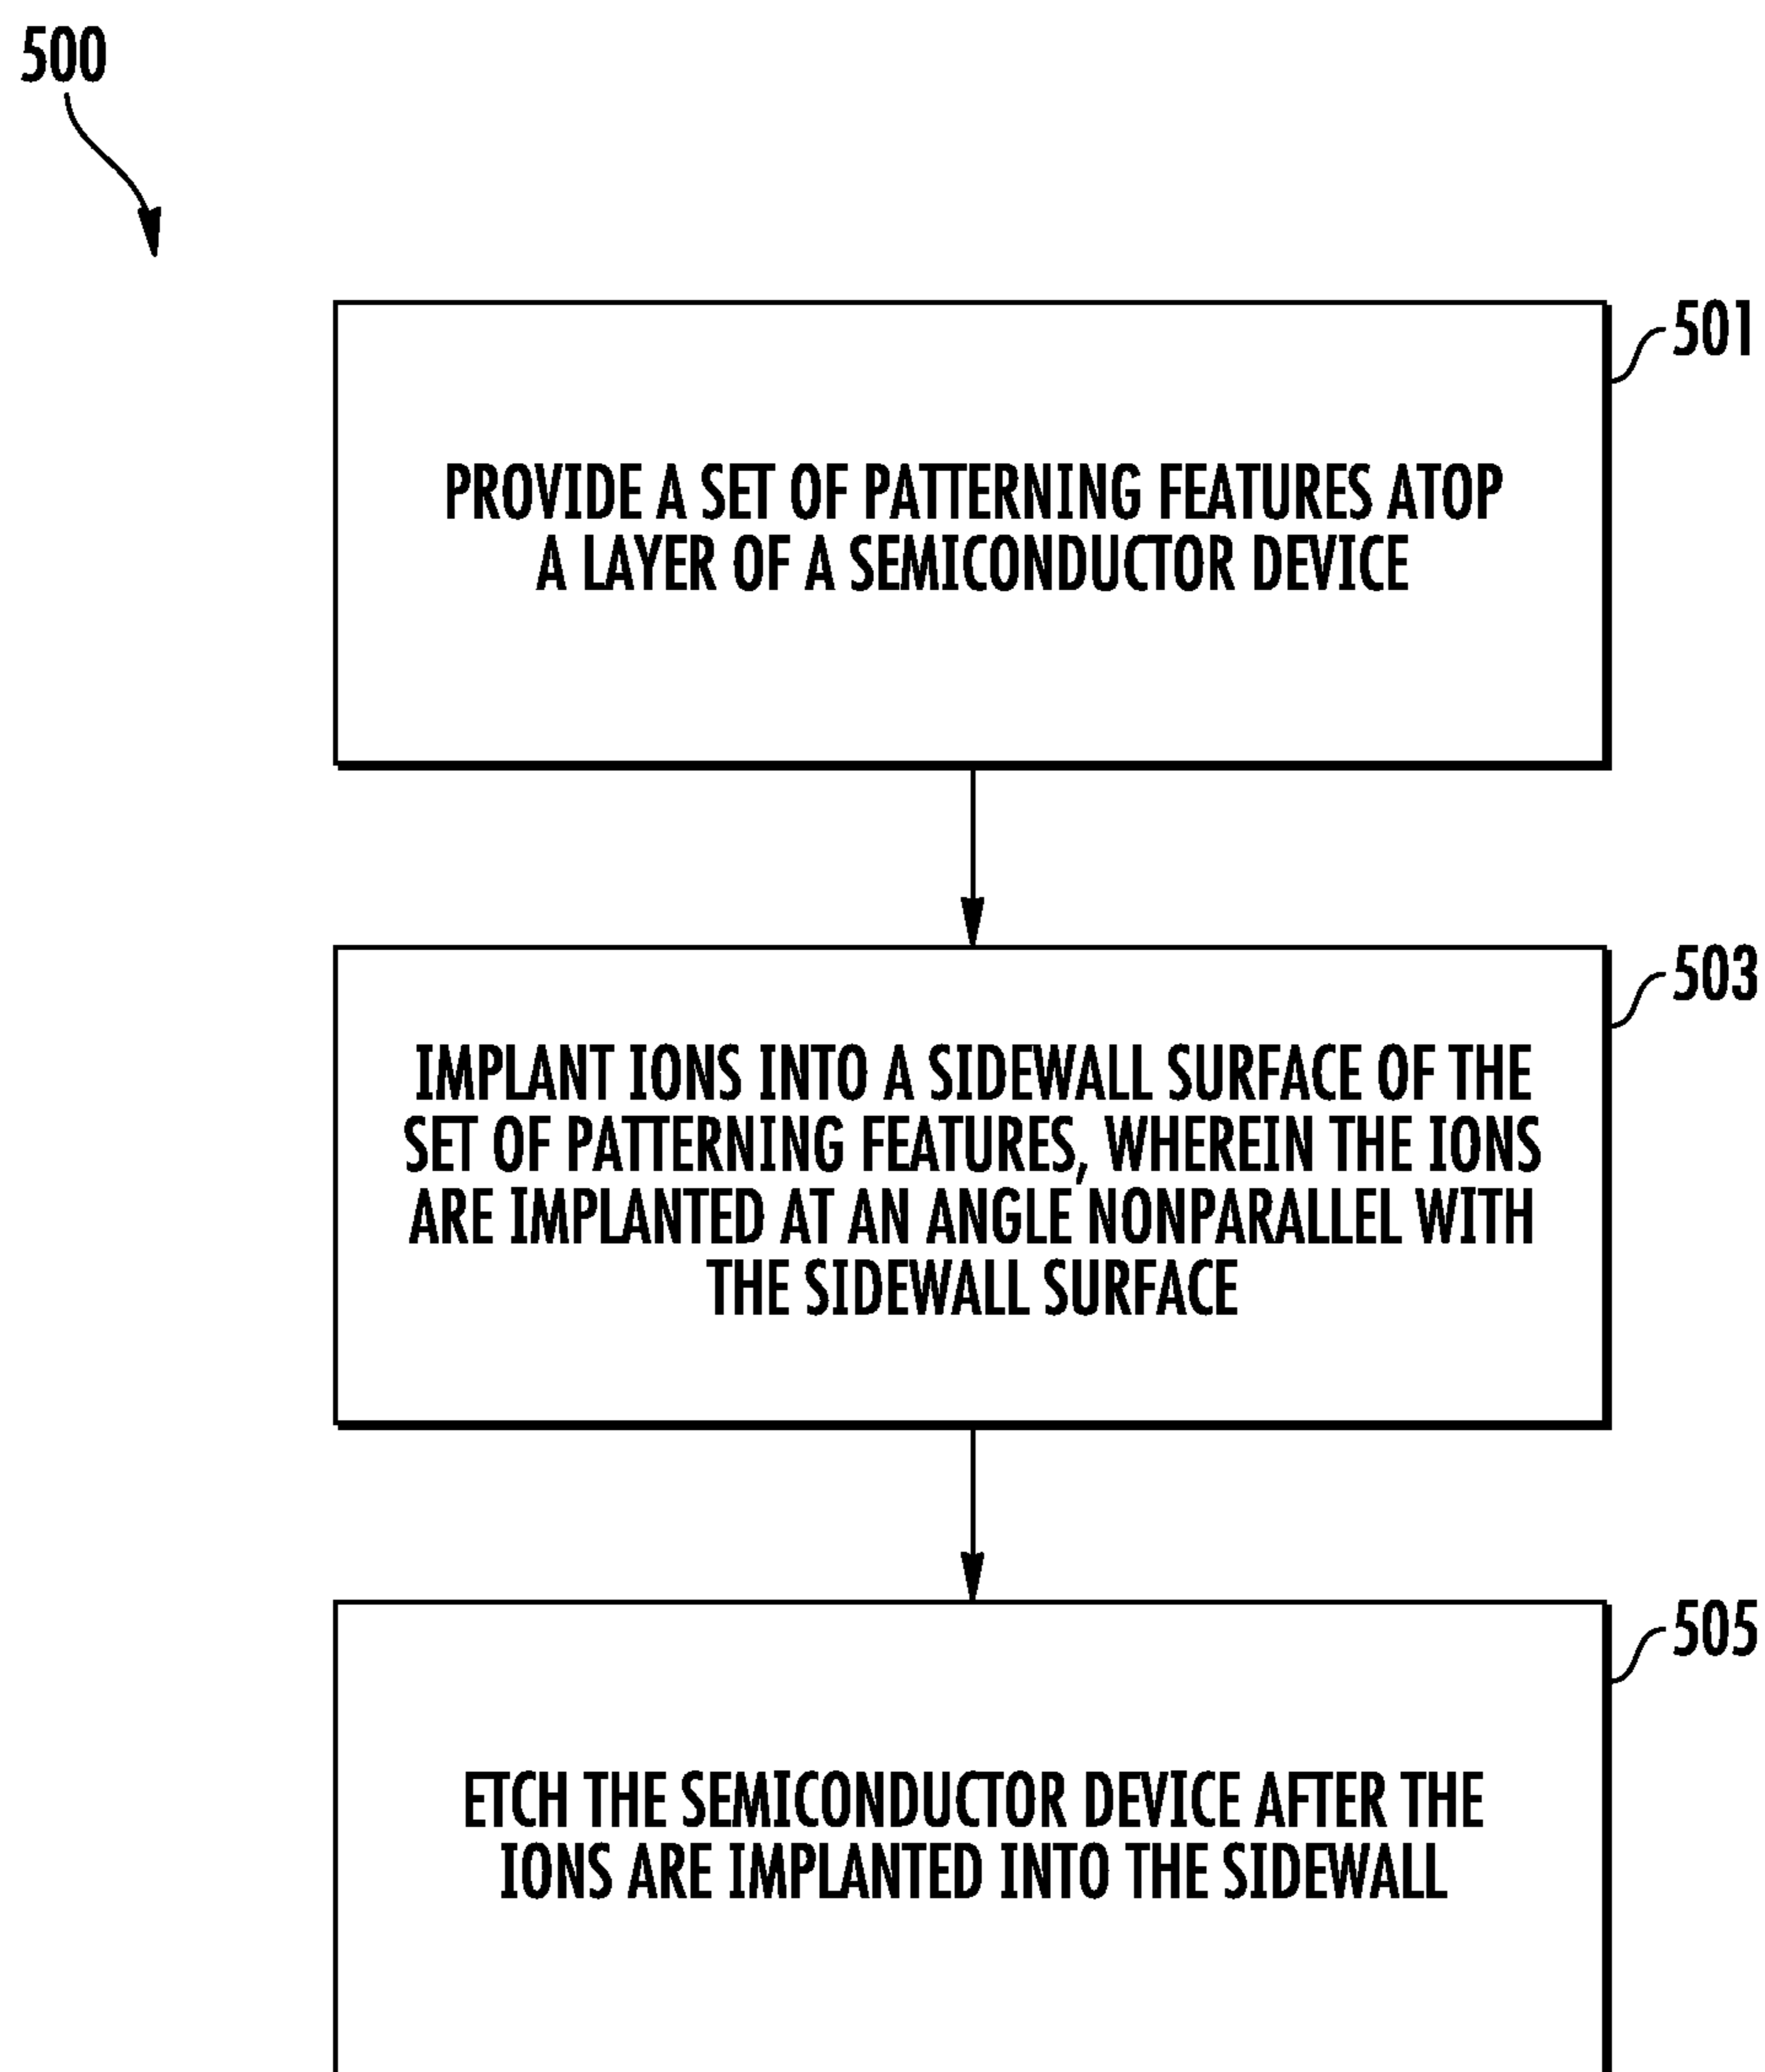 500
501
PROVIDE A SET OF PATTERNING FEATURES ATOP
A LAYER OF A SEMICONDUCTOR DEVICE
503
IMPLANT IONS INTO A SIDEWALL SURFACE OF THE
SET OF PATTERNING FEATURES, WHEREIN THE IONS
ARE IMPLANTED AT AN ANGLE NONPARALLEL WITH
THE SIDEWALL SURFACE
505
ETCH THE SEMICONDUCTOR DEVICE AFTER THE
IONS ARE IMPLANTED INTO THE SIDEWALL